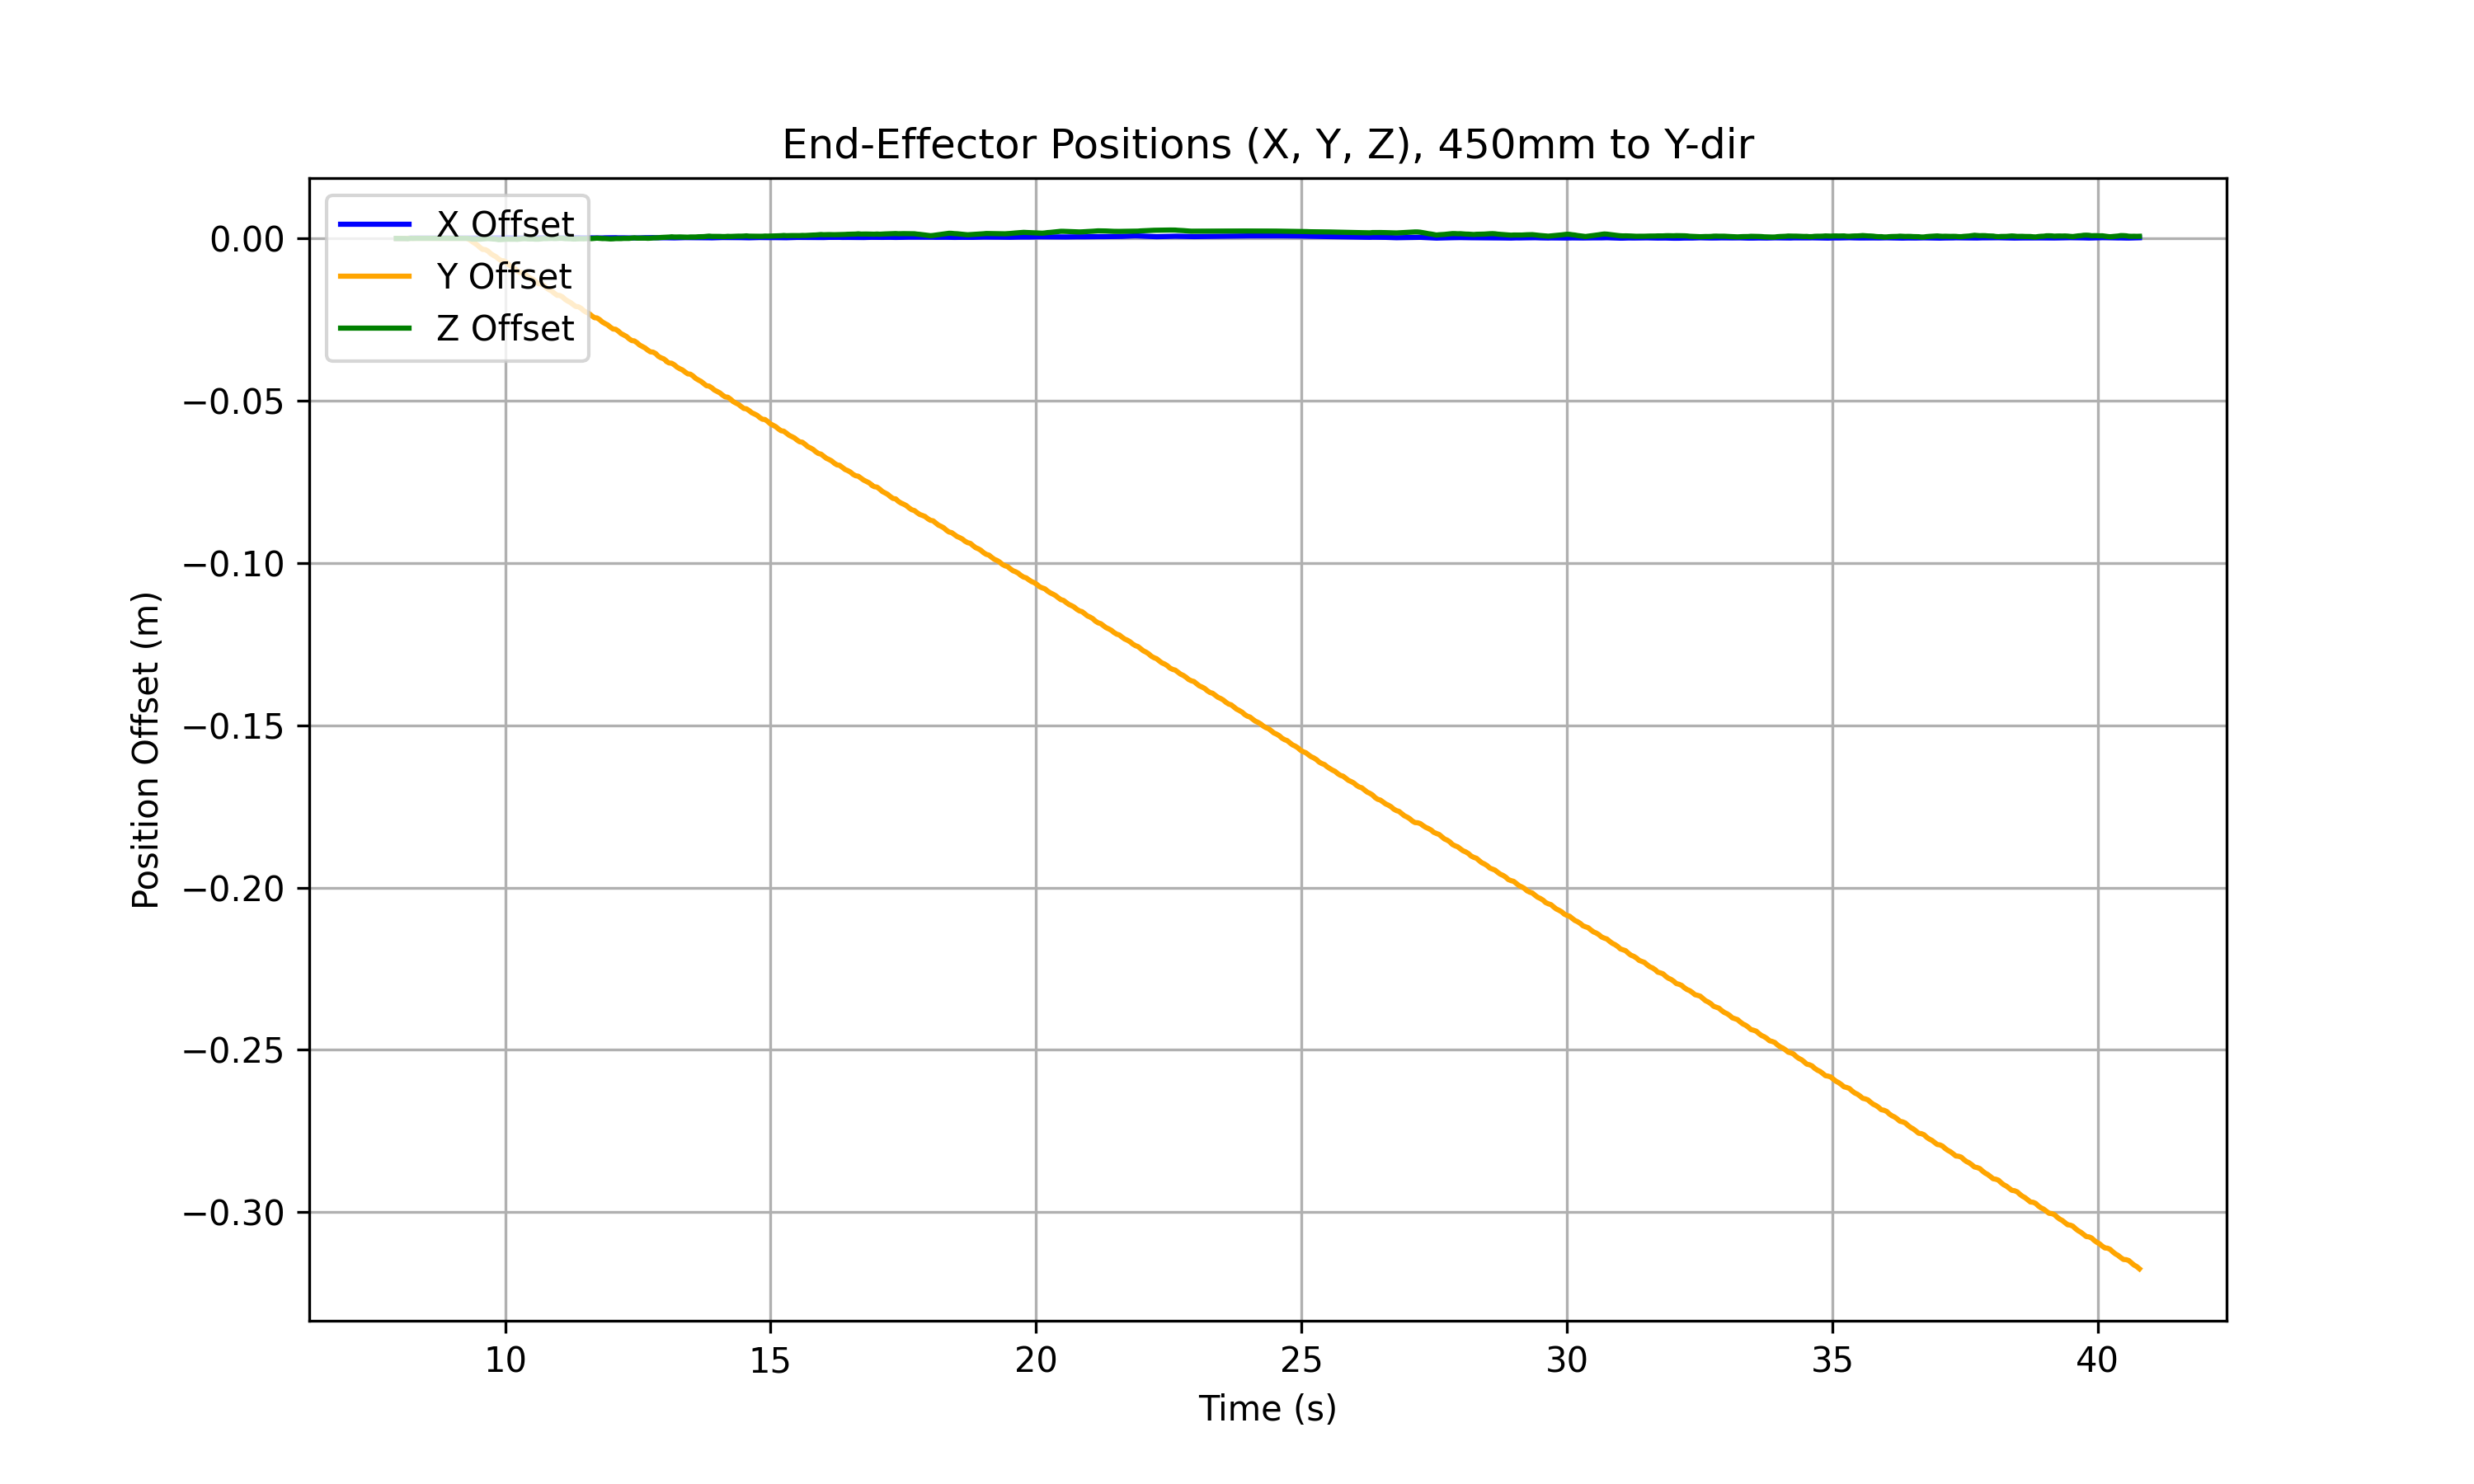 End-Effector Positions (X, Y, Z), 450mm to Y-dir
X Offset
Y Offset
Z Offset
0.00
−0.05
−0.10
−0.15
−0.20
−0.25
−0.30
Position Offset (m)
10 15 20 25 30 35 40
Time (s)